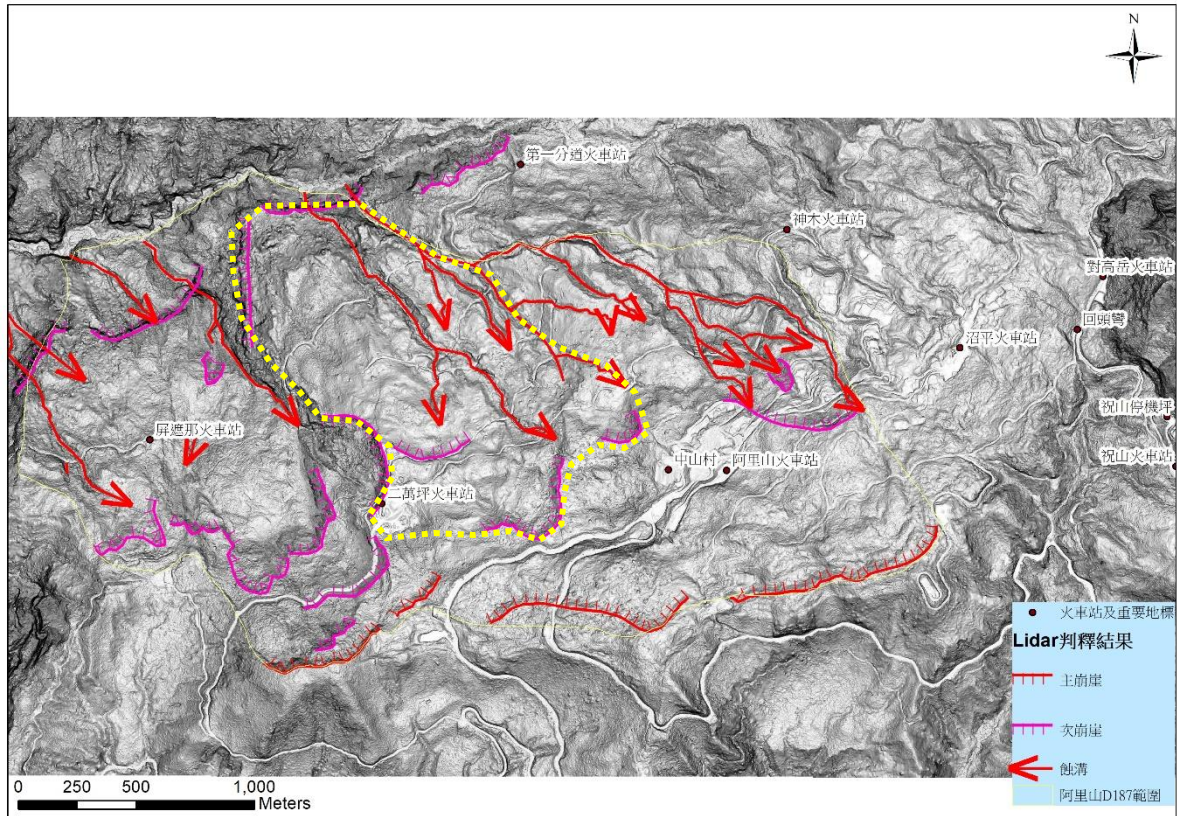 N
第一分道火車站
神木火車站
對高岳火車站
回頭彎
沼平火車站
祝山停機坪
屏遮那火車站
中山村
阿里山火車站
祝山火車站
二萬坪火車站
火車站及重要地標
Lidar判釋結果
主崩崖
次崩崖
蝕溝
阿里山D187範圍
0 250 500 1,000
Meters